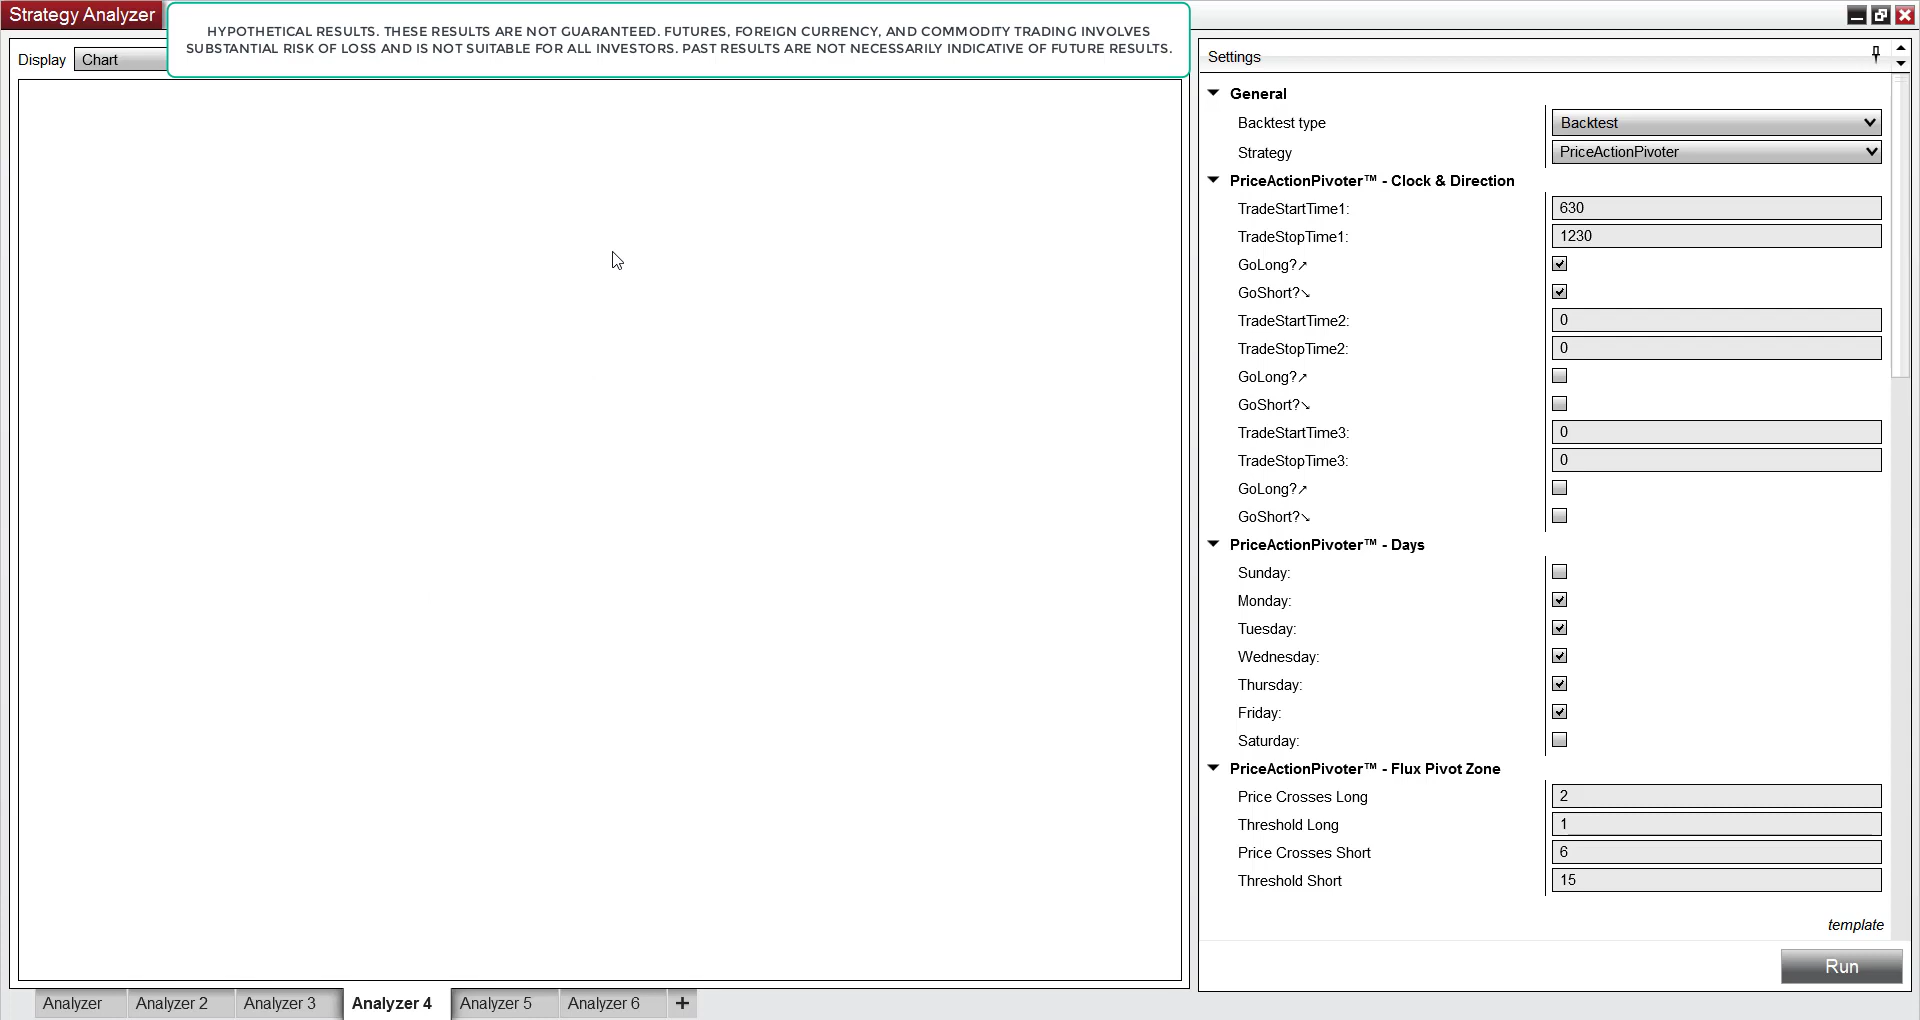 Strategy Analyzer
HYPOTHETICAL RESULTS. THESE RESULTS ARE NOT GUARANTEED. FUTURES, FOREIGN CURRENCY, AND COMMODITY TRADING INVOLVES
SUBSTANTIAL RISK OF LOSS AND IS NOT SUITABLE FOR ALL INVESTORS. PAST RESULTS ARE NOT NECESSARILY INDICATIVE OF FUTURE RESULTS.
Display Chart
Settings
General
Backtest type Backtest
Strategy PriceActionPivoter
PriceActionPivoter™ - Clock & Direction
TradeStartTime1: 630
TradeStopTime1: 1230
GoLong?↗
GoShort?↘
TradeStartTime2: 0
TradeStopTime2: 0
GoLong?↗
GoShort?↘
TradeStartTime3: 0
TradeStopTime3: 0
GoLong?↗
GoShort?↘
PriceActionPivoter™ - Days
Sunday:
Monday:
Tuesday:
Wednesday:
Thursday:
Friday:
Saturday:
PriceActionPivoter™ - Flux Pivot Zone
Price Crosses Long 2
Threshold Long 1
Price Crosses Short 6
Threshold Short 15
template
Run
Analyzer Analyzer 2 Analyzer 3 Analyzer 4 Analyzer 5 Analyzer 6 +